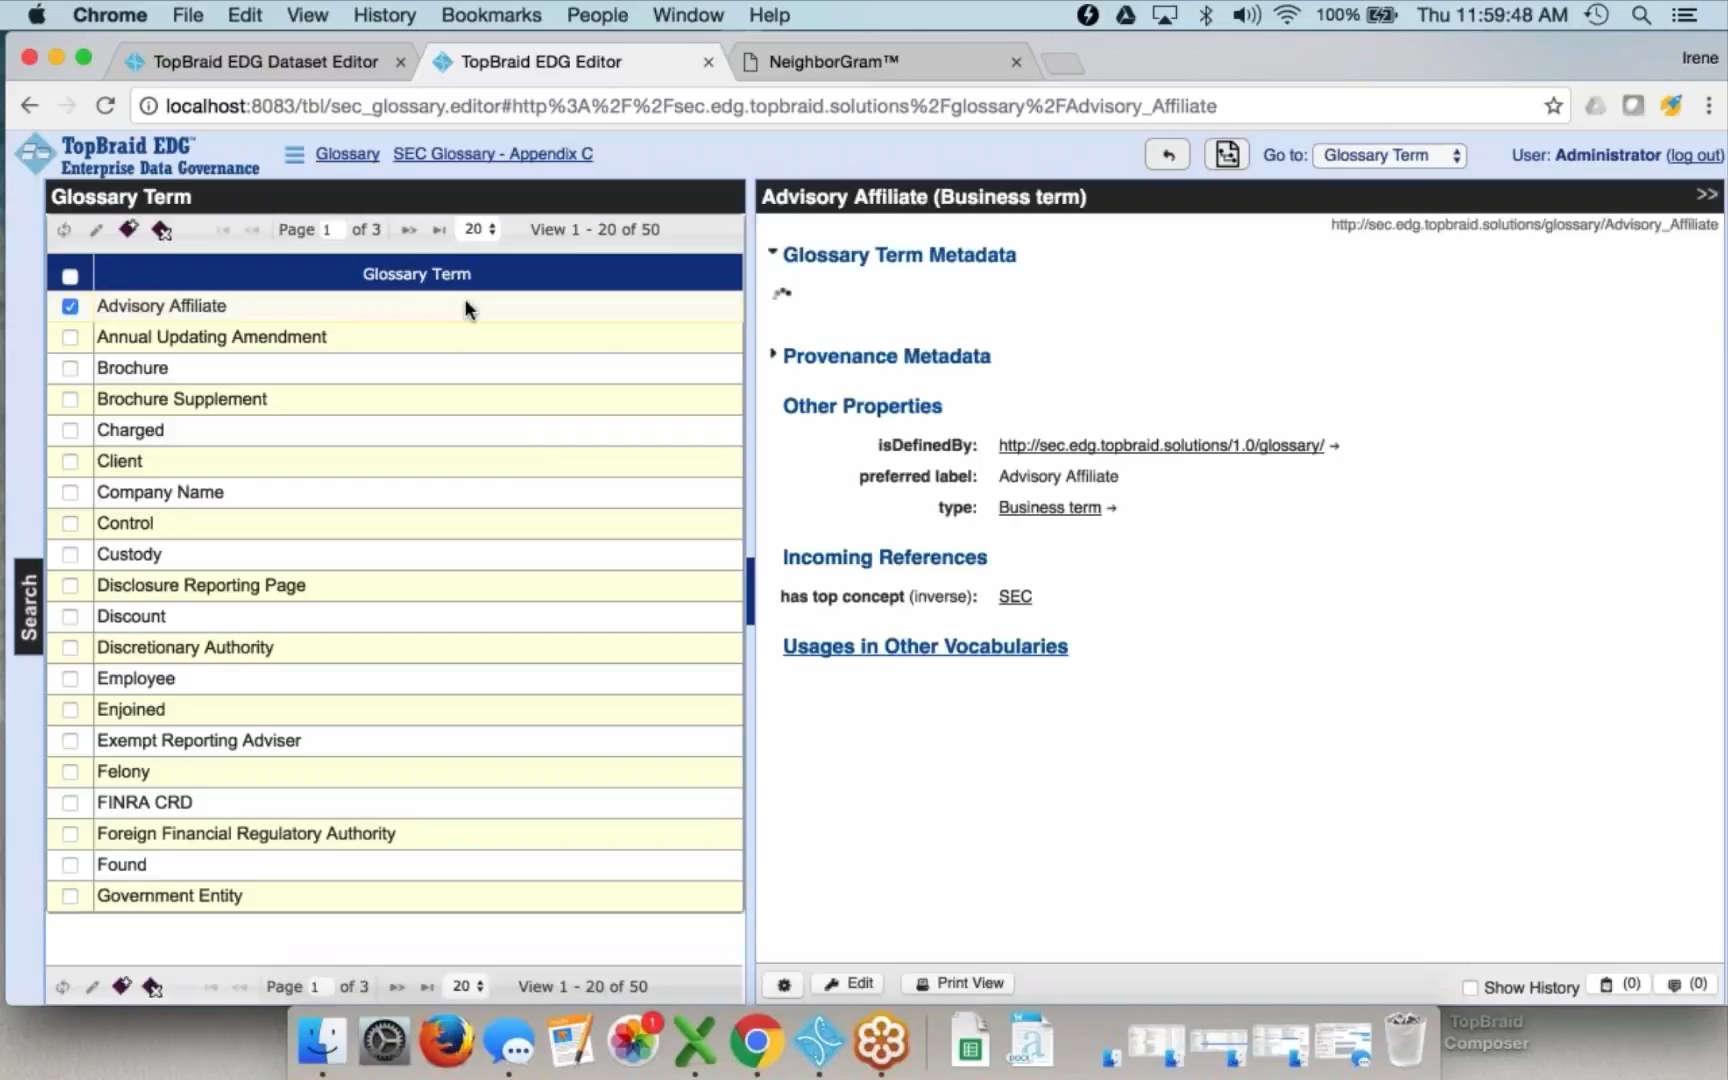 Chrome File Edit View History Bookmarks People Window Help 100% Thu 11:59:48 AM
TopBraid EDG Dataset Editor × TopBraid EDG Editor × NeighborGram™ × Irene
localhost:8083/tbl/sec_glossary.editor#http%3A%2F%2Fsec.edg.topbraid.solutions%2Fglossary%2FAdvisory_Affiliate
TopBraid EDG™
Enterprise Data Governance
Glossary SEC Glossary - Appendix C Go to: Glossary Term User: Administrator (log out)
Glossary Term
Page 1 of 3 20 View 1 - 20 of 50
Glossary Term
Advisory Affiliate
Annual Updating Amendment
Brochure
Brochure Supplement
Charged
Client
Company Name
Control
Custody
Disclosure Reporting Page
Discount
Discretionary Authority
Employee
Enjoined
Exempt Reporting Adviser
Felony
FINRA CRD
Foreign Financial Regulatory Authority
Found
Government Entity
Page 1 of 3 20 View 1 - 20 of 50
Search
Advisory Affiliate (Business term) >>
http://sec.edg.topbraid.solutions/glossary/Advisory_Affiliate
Glossary Term Metadata
Provenance Metadata
Other Properties
isDefinedBy: http://sec.edg.topbraid.solutions/1.0/glossary/ →
preferred label: Advisory Affiliate
type: Business term →
Incoming References
has top concept (inverse): SEC
Usages in Other Vocabularies
Edit Print View Show History (0) (0)
1
DOCX
TopBraid
Composer